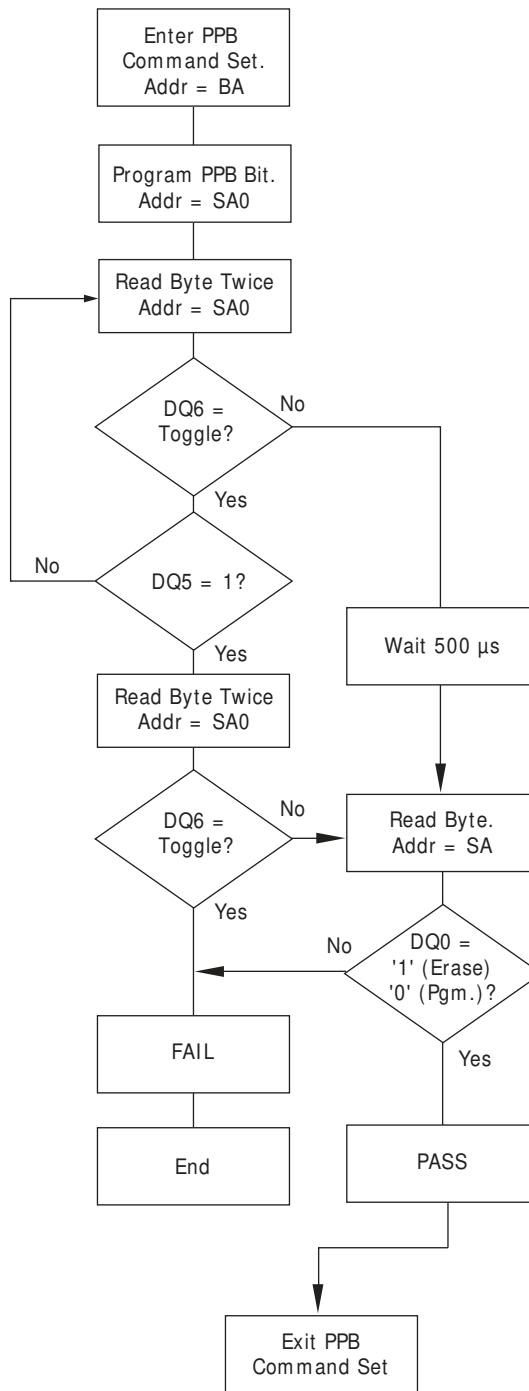 Enter PPB
Command Set.
Addr = BA
Program PPB Bit.
Addr = SA0
Read Byte Twice
Addr = SA0
DQ6 =
Toggle?
No
Yes
DQ5 = 1?
No
Yes
Wait 500 µs
Read Byte Twice
Addr = SA0
DQ6 =
Toggle?
No
Yes
Read Byte.
Addr = SA
DQ0 =
'1' (Erase)
'0' (Pgm.)?
No
Yes
FAIL
End
PASS
Exit PPB
Command Set